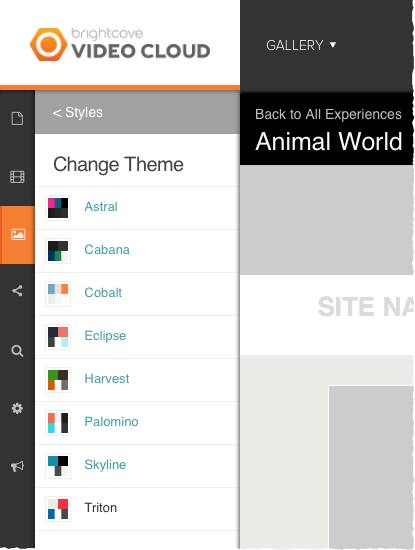 brightcove
VIDEO CLOUD
GALLERY
< Styles
Back to All Experiences
Animal World
Change Theme
Astral
Cabana
Cobalt
Eclipse
Harvest
Palomino
Skyline
Triton
SITE NA